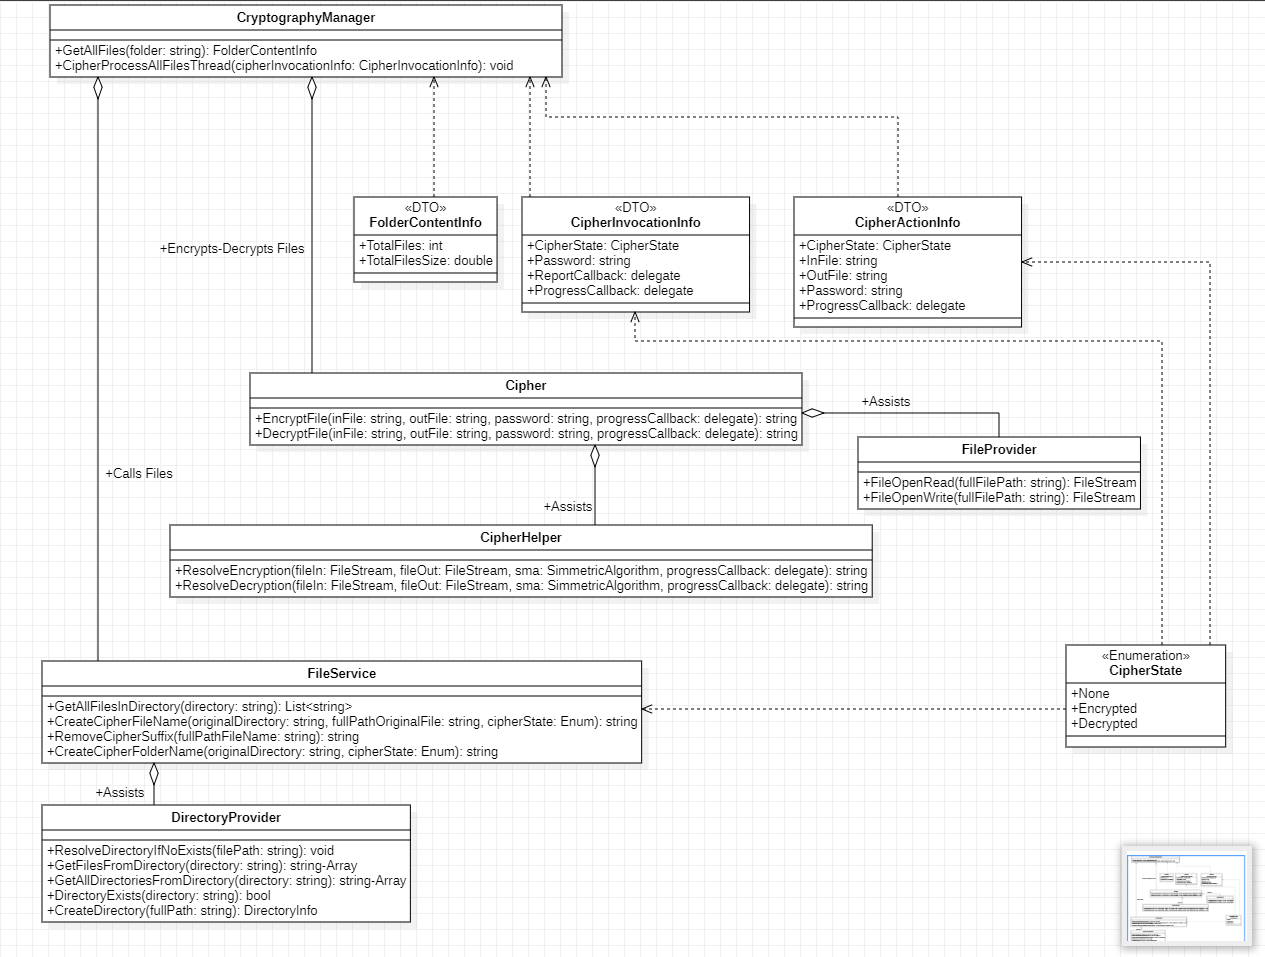 CryptographyManager
+GetAllFiles(folder: string): FolderContentInfo
+CipherProcessAllFilesThread(cipherInvocationInfo: CipherInvocationInfo): void
«DTO»
FolderContentInfo
+TotalFiles: int
+TotalFilesSize: double
«DTO»
CipherInvocationInfo
+CipherState: CipherState
+Password: string
+ReportCallback: delegate
+ProgressCallback: delegate
«DTO»
CipherActionInfo
+CipherState: CipherState
+InFile: string
+OutFile: string
+Password: string
+ProgressCallback: delegate
+Encrypts-Decrypts Files
Cipher
+EncryptFile(inFile: string, outFile: string, password: string, progressCallback: delegate): string
+DecryptFile(inFile: string, outFile: string, password: string, progressCallback: delegate): string
+Assists
FileProvider
+FileOpenRead(fullFilePath: string): FileStream
+FileOpenWrite(fullFilePath: string): FileStream
+Calls Files
+Assists
CipherHelper
+ResolveEncryption(fileIn: FileStream, fileOut: FileStream, sma: SimmetricAlgorithm, progressCallback: delegate): string
+ResolveDecryption(fileIn: FileStream, fileOut: FileStream, sma: SimmetricAlgorithm, progressCallback: delegate): string
«Enumeration»
CipherState
+None
+Encrypted
+Decrypted
FileService
+GetAllFilesInDirectory(directory: string): List<string>
+CreateCipherFileName(originalDirectory: string, fullPathOriginalFile: string, cipherState: Enum): string
+RemoveCipherSuffix(fullPathFileName: string): string
+CreateCipherFolderName(originalDirectory: string, cipherState: Enum): string
+Assists
DirectoryProvider
+ResolveDirectoryIfNoExists(filePath: string): void
+GetFilesFromDirectory(directory: string): string-Array
+GetAllDirectoriesFromDirectory(directory: string): string-Array
+DirectoryExists(directory: string): bool
+CreateDirectory(fullPath: string): DirectoryInfo